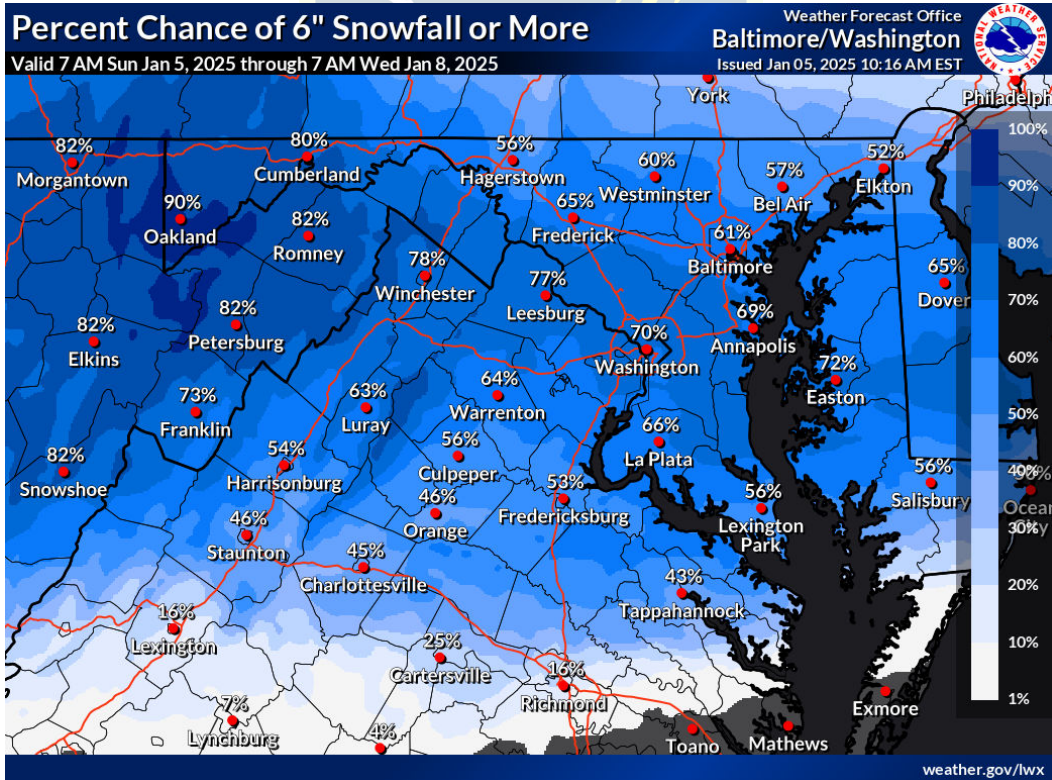 Percent Chance of 6" Snowfall or More
Valid 7 AM Sun Jan 5, 2025 through 7 AM Wed Jan 8, 2025
Weather Forecast Office
Baltimore/Washington
Issued Jan 05, 2025 10:16 AM EST
NATIONAL WEATHER SERVICE
York
Philadelph
100%
82%
Morgantown
80%
Cumberland
56%
Hagerstown
60%
Westminster
57%
Bel Air
52%
Elkton
90%
90%
Oakland
82%
Romney
65%
Frederick
61%
Baltimore
80%
78%
Winchester
77%
Leesburg
65%
Dover
70%
82%
Elkins
82%
Petersburg
70%
Washington
69%
Annapolis
60%
72%
Easton
73%
Franklin
63%
Luray
64%
Warrenton
50%
66%
La Plata
82%
Snowshoe
54%
Harrisonburg
56%
Culpeper
56%
Salisbury
40%
46%
Orange
53%
Fredericksburg
56%
Lexington
Park
Ocean
City
30%
46%
Staunton
45%
Charlottesville
43%
Tappahannock
20%
16%
Lexington
25%
Cartersville
16%
Richmond
10%
7%
Lynchburg
4%
Toano
Mathews
Exmore
1%
weather.gov/lwx